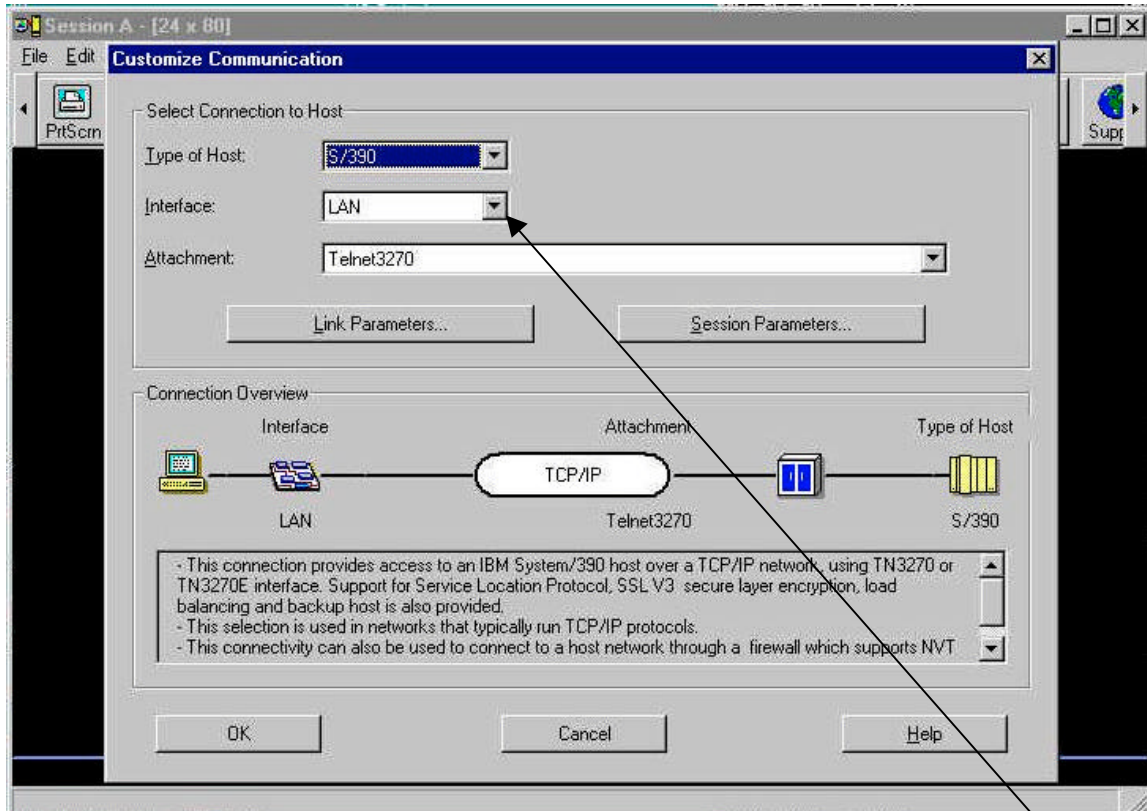 Session A - [24 x 80]
File Edit
Customize Communication
PrtScrn
Supp
Select Connection to Host
Type of Host: S/390
Interface: LAN
Attachment: Telnet3270
Link Parameters... Session Parameters...
Connection Overview
Interface Attachment Type of Host
TCP/IP
LAN Telnet3270 S/390
- This connection provides access to an IBM System/390 host over a TCP/IP network, using TN3270 or
TN3270E interface. Support for Service Location Protocol, SSL V3 secure layer encryption, load
balancing and backup host is also provided.
- This selection is used in networks that typically run TCP/IP protocols.
- This connectivity can also be used to connect to a host network through a firewall which supports NVT
OK Cancel Help